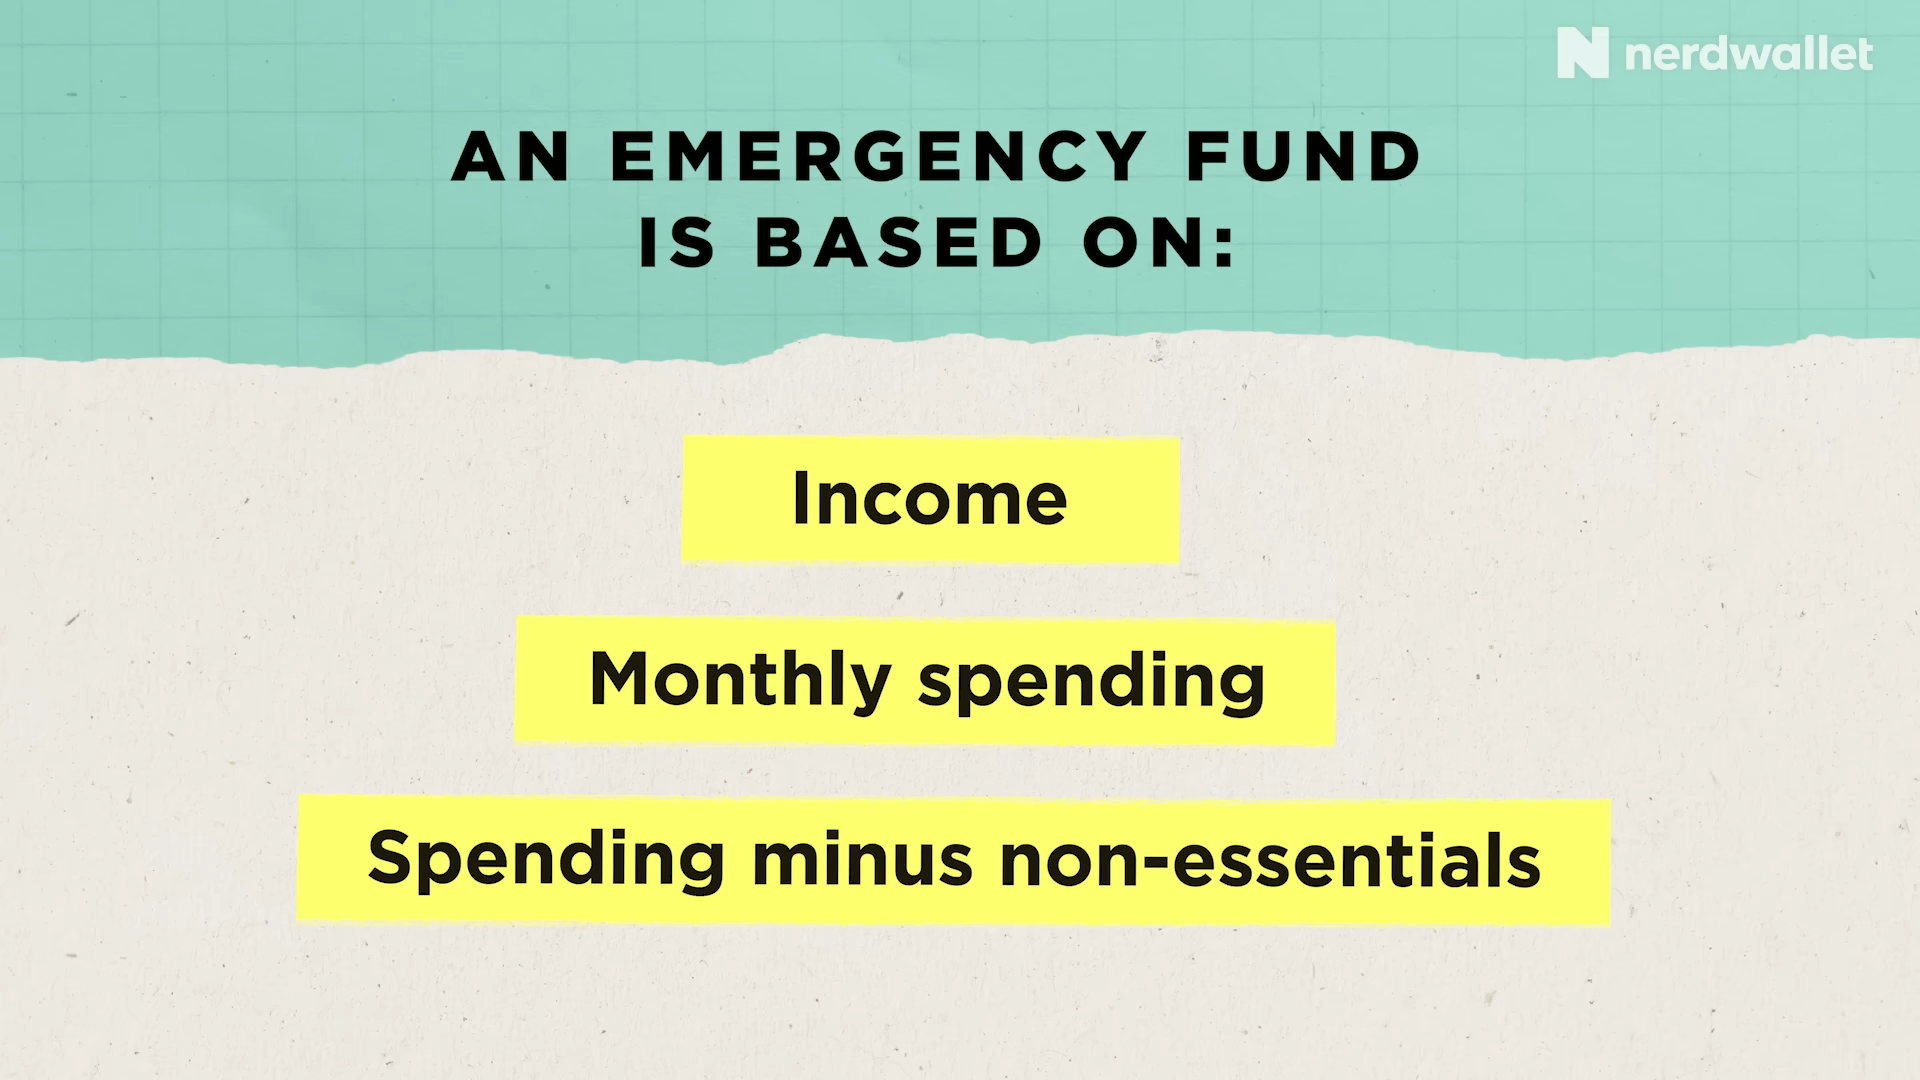 nerdwallet
AN EMERGENCY FUND
IS BASED ON:
Income
Monthly spending
Spending minus non-essentials